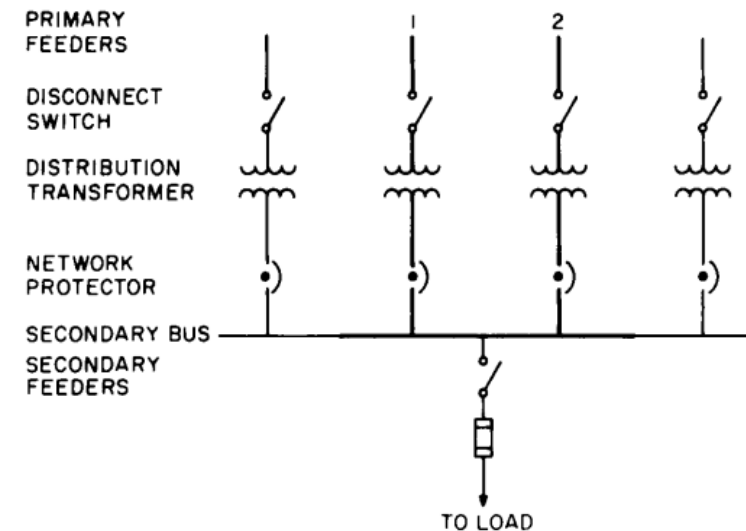 PRIMARY
FEEDERS
1
2
DISCONNECT
SWITCH
DISTRIBUTION
TRANSFORMER
NETWORK
PROTECTOR
SECONDARY BUS
SECONDARY
FEEDERS
TO LOAD